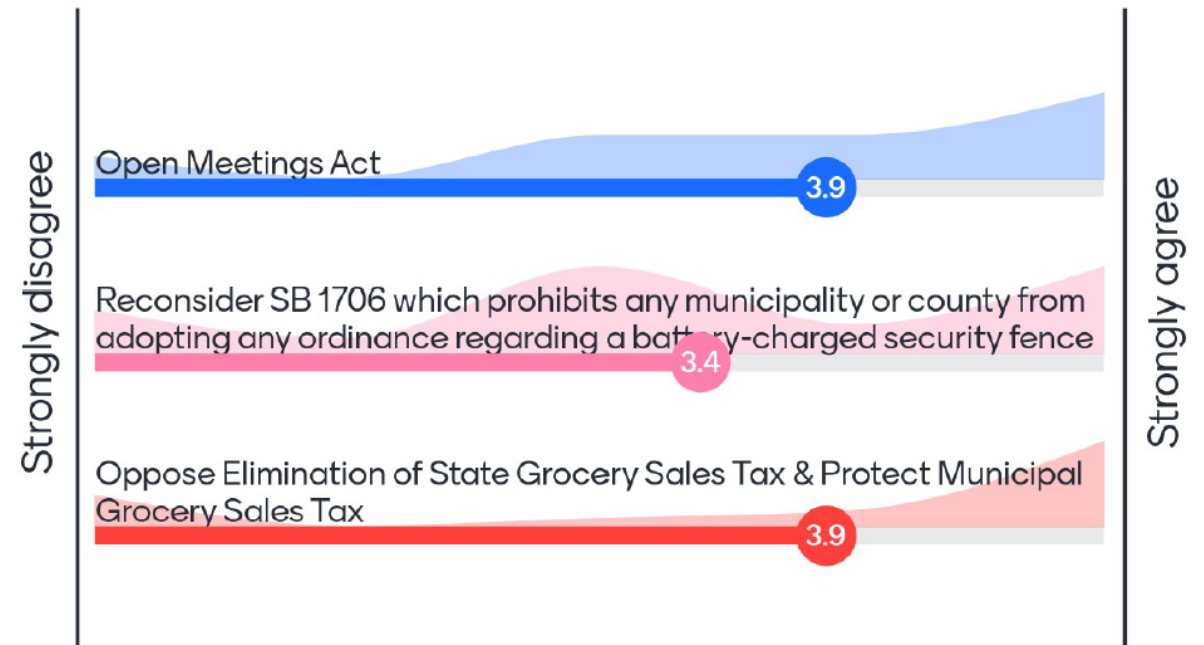 Strongly disagree
Open Meetings Act
3.9
Reconsider SB 1706 which prohibits any municipality or county from
adopting any ordinance regarding a battery-charged security fence
3.4
Oppose Elimination of State Grocery Sales Tax & Protect Municipal
Grocery Sales Tax
3.9
Strongly agree